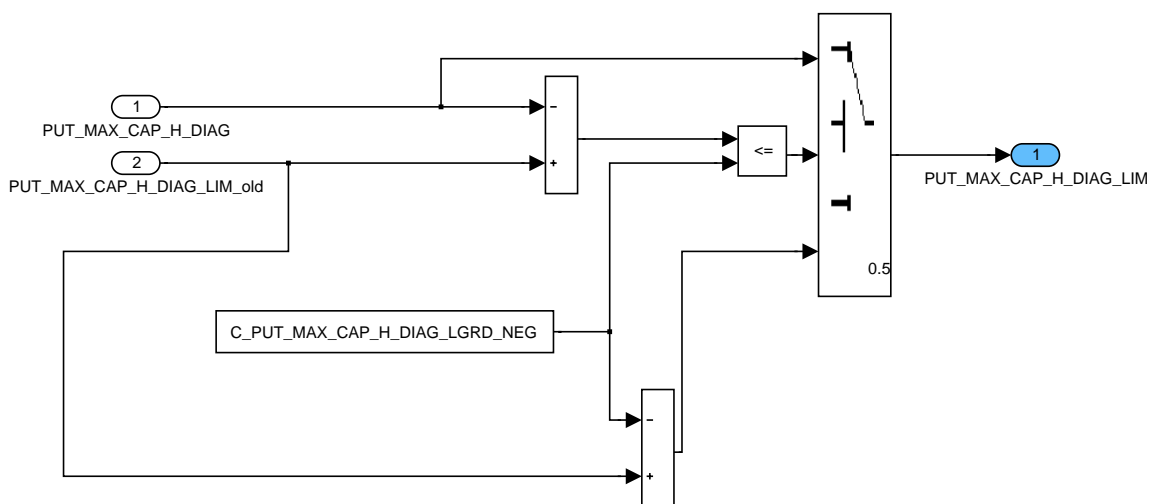 1
PUT_MAX_CAP_H_DIAG
2
PUT_MAX_CAP_H_DIAG_LIM_old
-
+
<=
0.5
1
PUT_MAX_CAP_H_DIAG_LIM
C_PUT_MAX_CAP_H_DIAG_LGRD_NEG
-
+